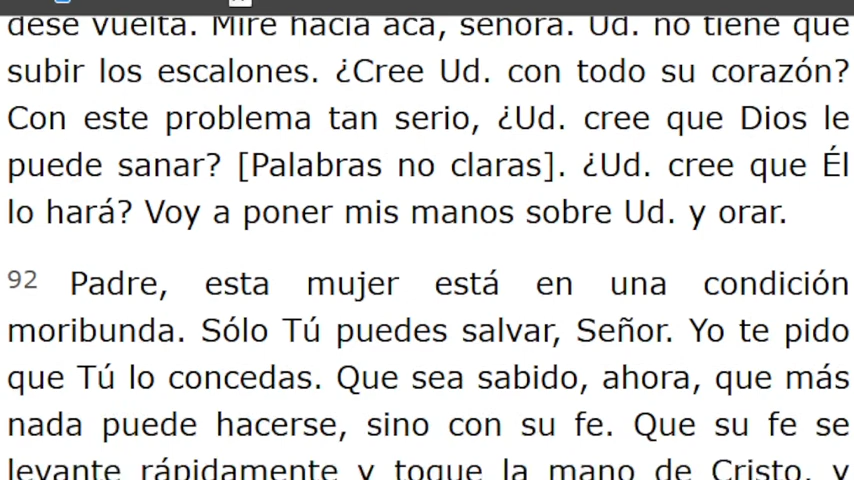 dese vuelta. Mire hacia acá, señora. Ud. no tiene que
subir los escalones. ¿Cree Ud. con todo su corazón?
Con este problema tan serio, ¿Ud. cree que Dios le
puede sanar? [Palabras no claras]. ¿Ud. cree que Él
lo hará? Voy a poner mis manos sobre Ud. y orar.
92 Padre, esta mujer está en una condición
moribunda. Sólo Tú puedes salvar, Señor. Yo te pido
que Tú lo concedas. Que sea sabido, ahora, que más
nada puede hacerse, sino con su fe. Que su fe se
levante rápidamente y toque la mano de Cristo, y